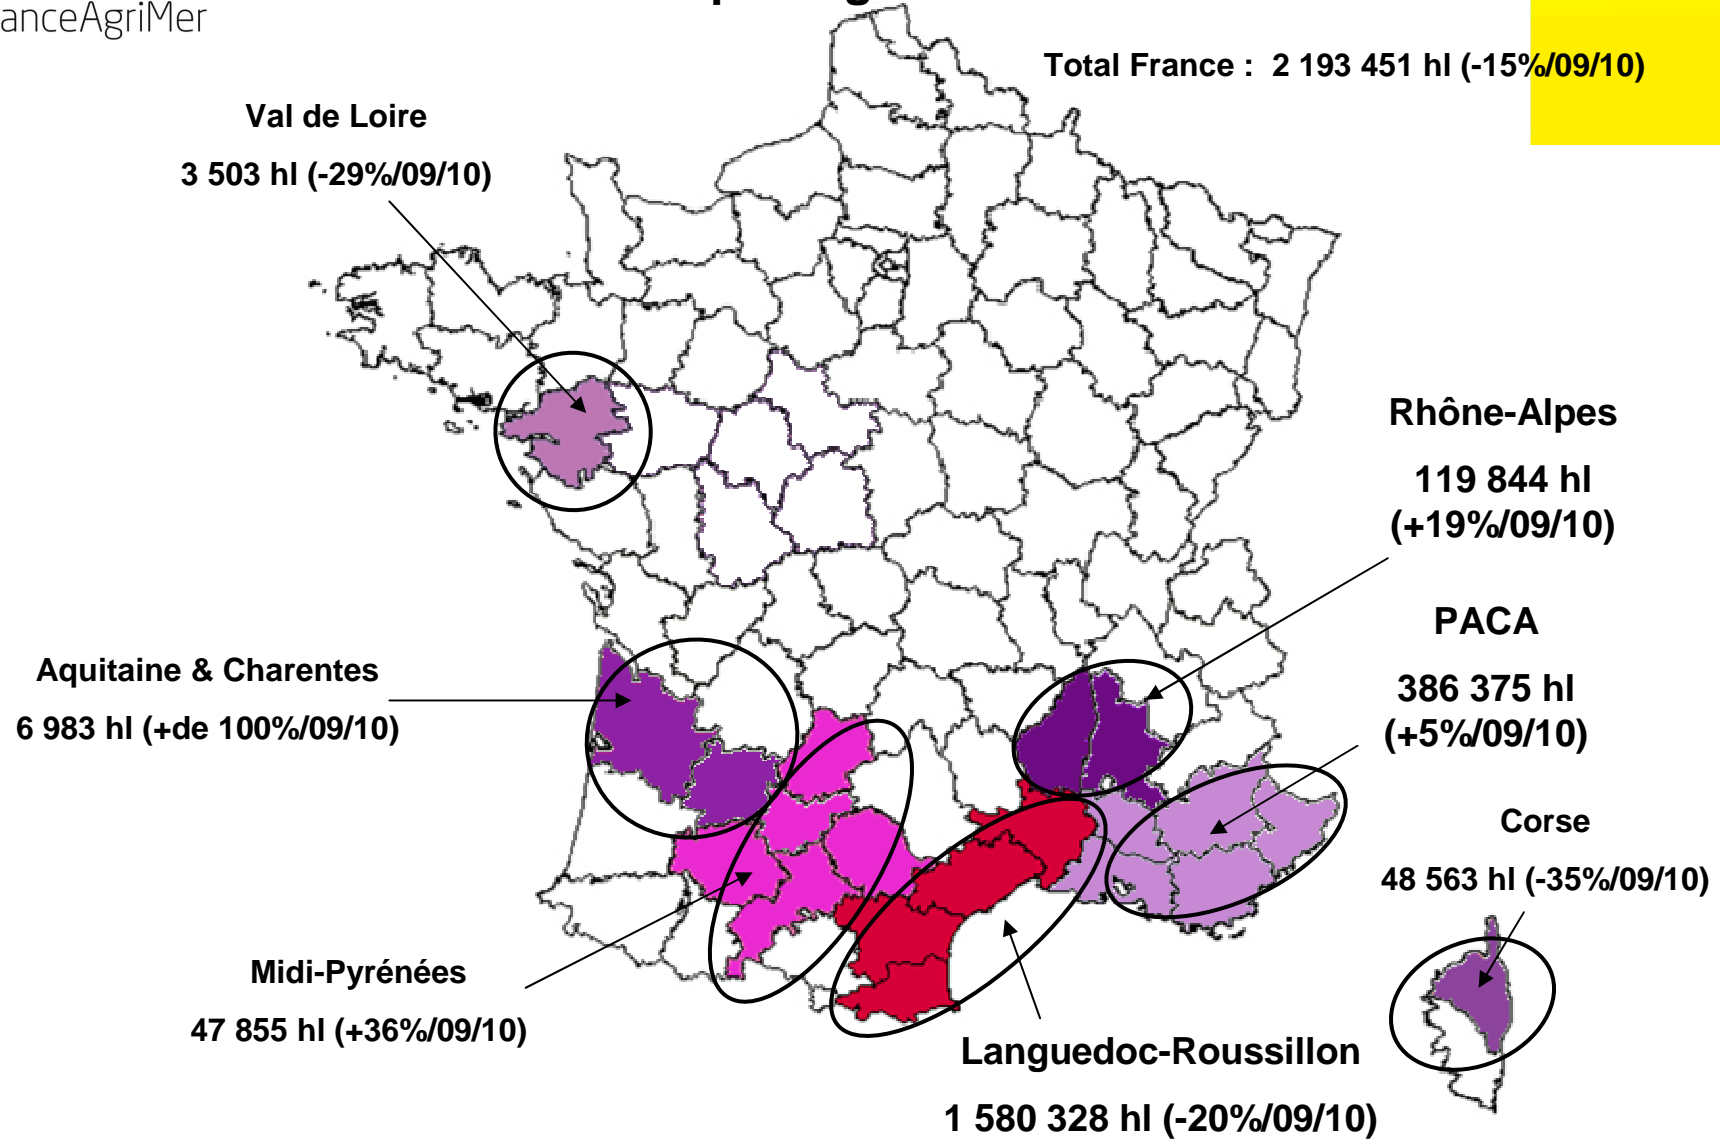 anceAgriMer
Total France : 2 193 451 hl (-15%/09/10)
Val de Loire
3 503 hl (-29%/09/10)
Rhône-Alpes
119 844 hl
(+19%/09/10)
PACA
386 375 hl
(+5%/09/10)
Aquitaine & Charentes
6 983 hl (+de 100%/09/10)
Corse
48 563 hl (-35%/09/10)
Midi-Pyrénées
47 855 hl (+36%/09/10)
Languedoc-Roussillon
1 580 328 hl (-20%/09/10)